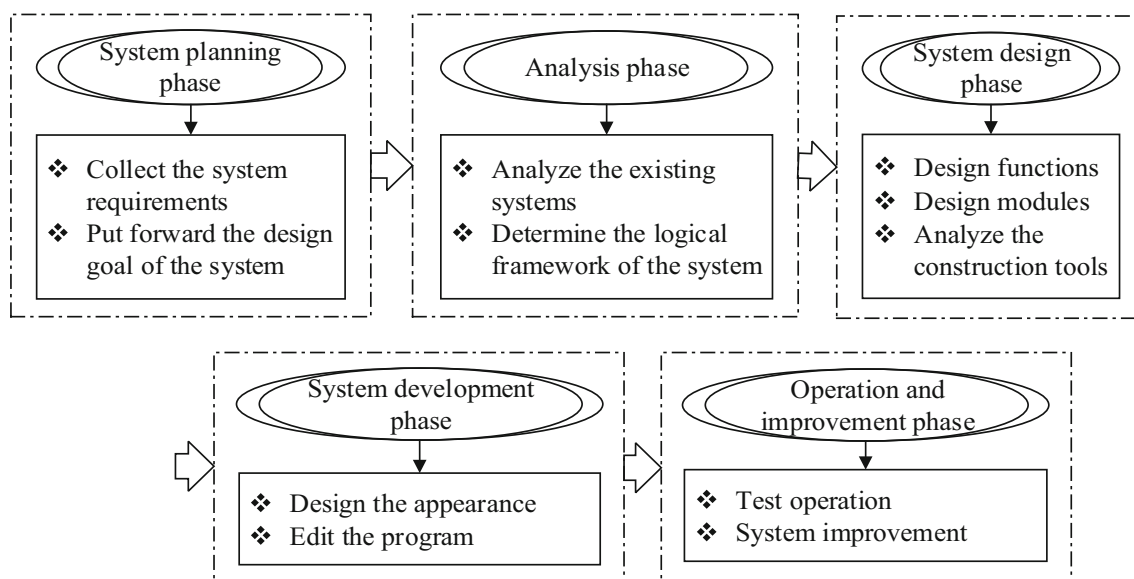 System planning
phase
❖ Collect the system
requirements
❖ Put forward the design
goal of the system
Analysis phase
❖ Analyze the existing
systems
❖ Determine the logical
framework of the system
System design
phase
❖ Design functions
❖ Design modules
❖ Analyze the
construction tools
System development
phase
❖ Design the appearance
❖ Edit the program
Operation and
improvement phase
❖ Test operation
❖ System improvement